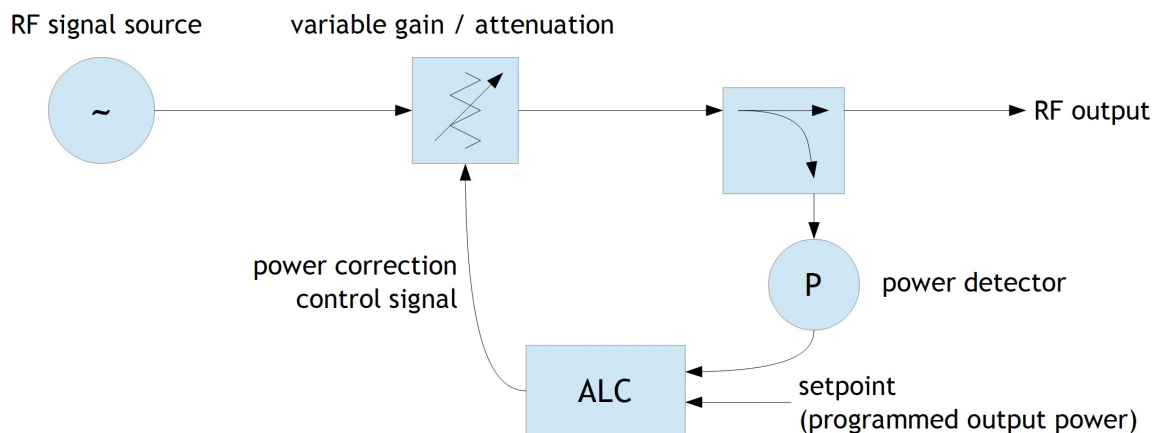 RF signal source
variable gain / attenuation
~
RF output
power correction
control signal
P
power detector
ALC
setpoint
(programmed output power)